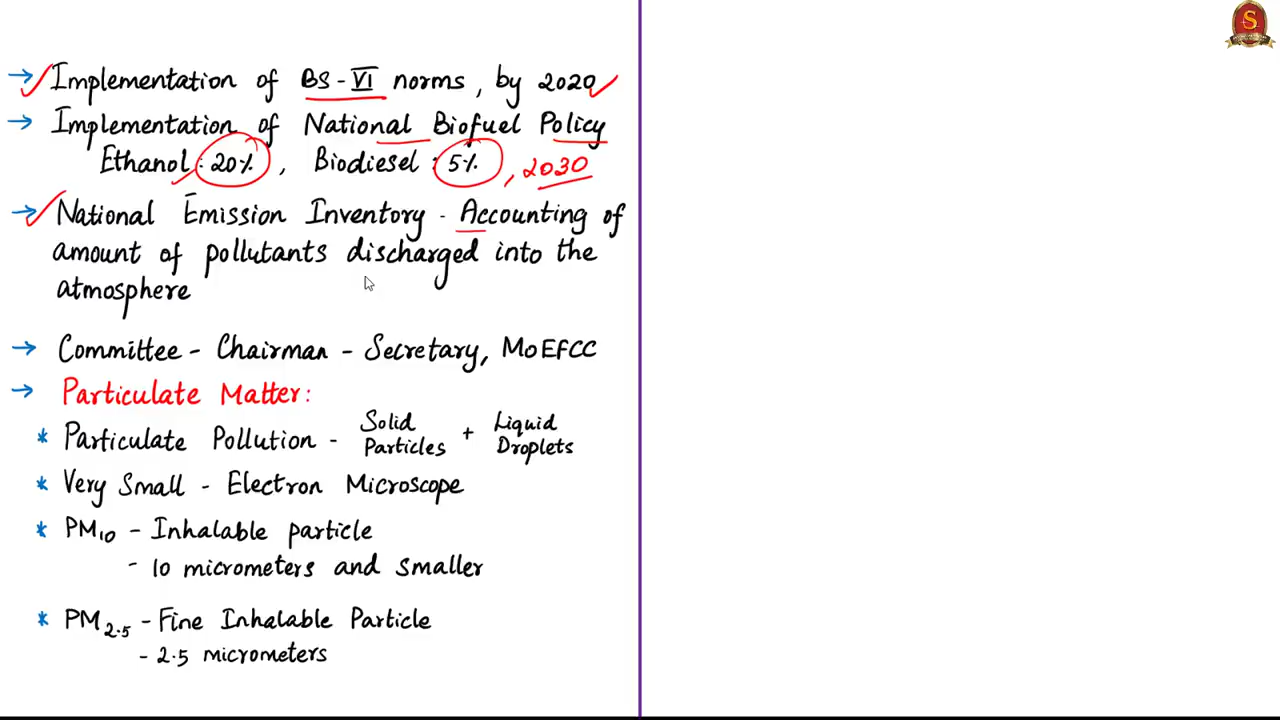 → Implementation of BS-VI norms, by 2020
→ Implementation of National Biofuel Policy
Ethanol : 20%, Biodiesel : 5%, 2030
→ National Emission Inventory - Accounting of
amount of pollutants discharged into the
atmosphere
→ Committee - Chairman - Secretary, MoEFCC
→ Particulate Matter:
* Particulate Pollution - Solid Particles + Liquid Droplets
* Very Small - Electron Microscope
* PM10 - Inhalable particle
- 10 micrometers and smaller
* PM2.5 - Fine Inhalable Particle
- 2.5 micrometers
S